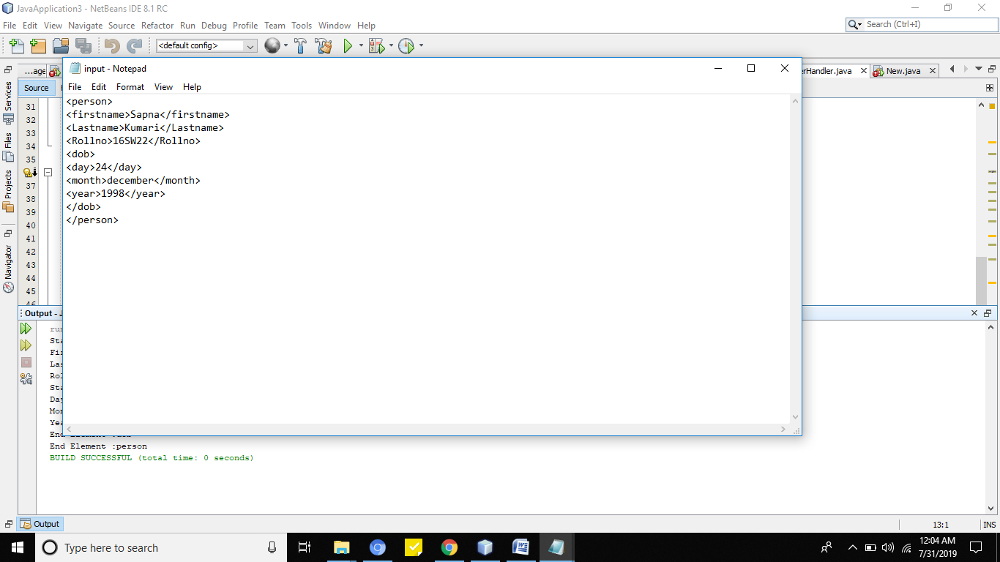 JavaApplication3 - NetBeans IDE 8.1 RC
File Edit View Navigate Source Refactor Run Debug Profile Team Tools Window Help
Search (Ctrl+I)
<default config>
...age
erHandler.java
New.java
Source
input - Notepad
File Edit Format View Help
<person>
<firstname>Sapna</firstname>
<Lastname>Kumari</Lastname>
<Rollno>16SW22</Rollno>
<dob>
<day>24</day>
<month>december</month>
<year>1998</year>
</dob>
</person>
Services
Files
Projects
Navigator
31
32
33
34
35
37
38
39
40
41
42
43
44
45
46
Output - J
run
Sta
Fir
Las
Rol
Sta
Day
Mon
Yea
End Element :dob
End Element :person
BUILD SUCCESSFUL (total time: 0 seconds)
Output
13:1
INS
Type here to search
12:04 AM
7/31/2019